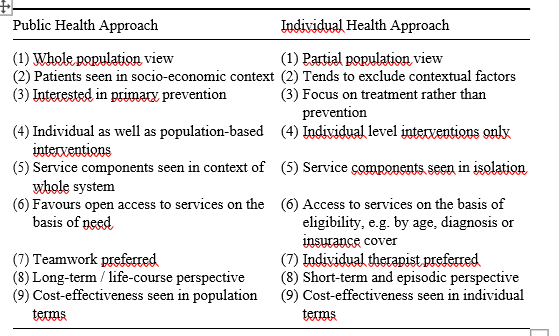 Public Health Approach Individual Health Approach
(1) Whole population view (1) Partial population view
(2) Patients seen in socio-economic context (2) Tends to exclude contextual factors
(3) Interested in primary prevention (3) Focus on treatment rather than
prevention
(4) Individual as well as population-based (4) Individual level interventions only
interventions
(5) Service components seen in context of (5) Service components seen in isolation
whole system
(6) Favours open access to services on the (6) Access to services on the basis of
basis of need eligibility, e.g. by age, diagnosis or
insurance cover
(7) Teamwork preferred (7) Individual therapist preferred
(8) Long-term / life-course perspective (8) Short-term and episodic perspective
(9) Cost-effectiveness seen in population (9) Cost-effectiveness seen in individual
terms terms